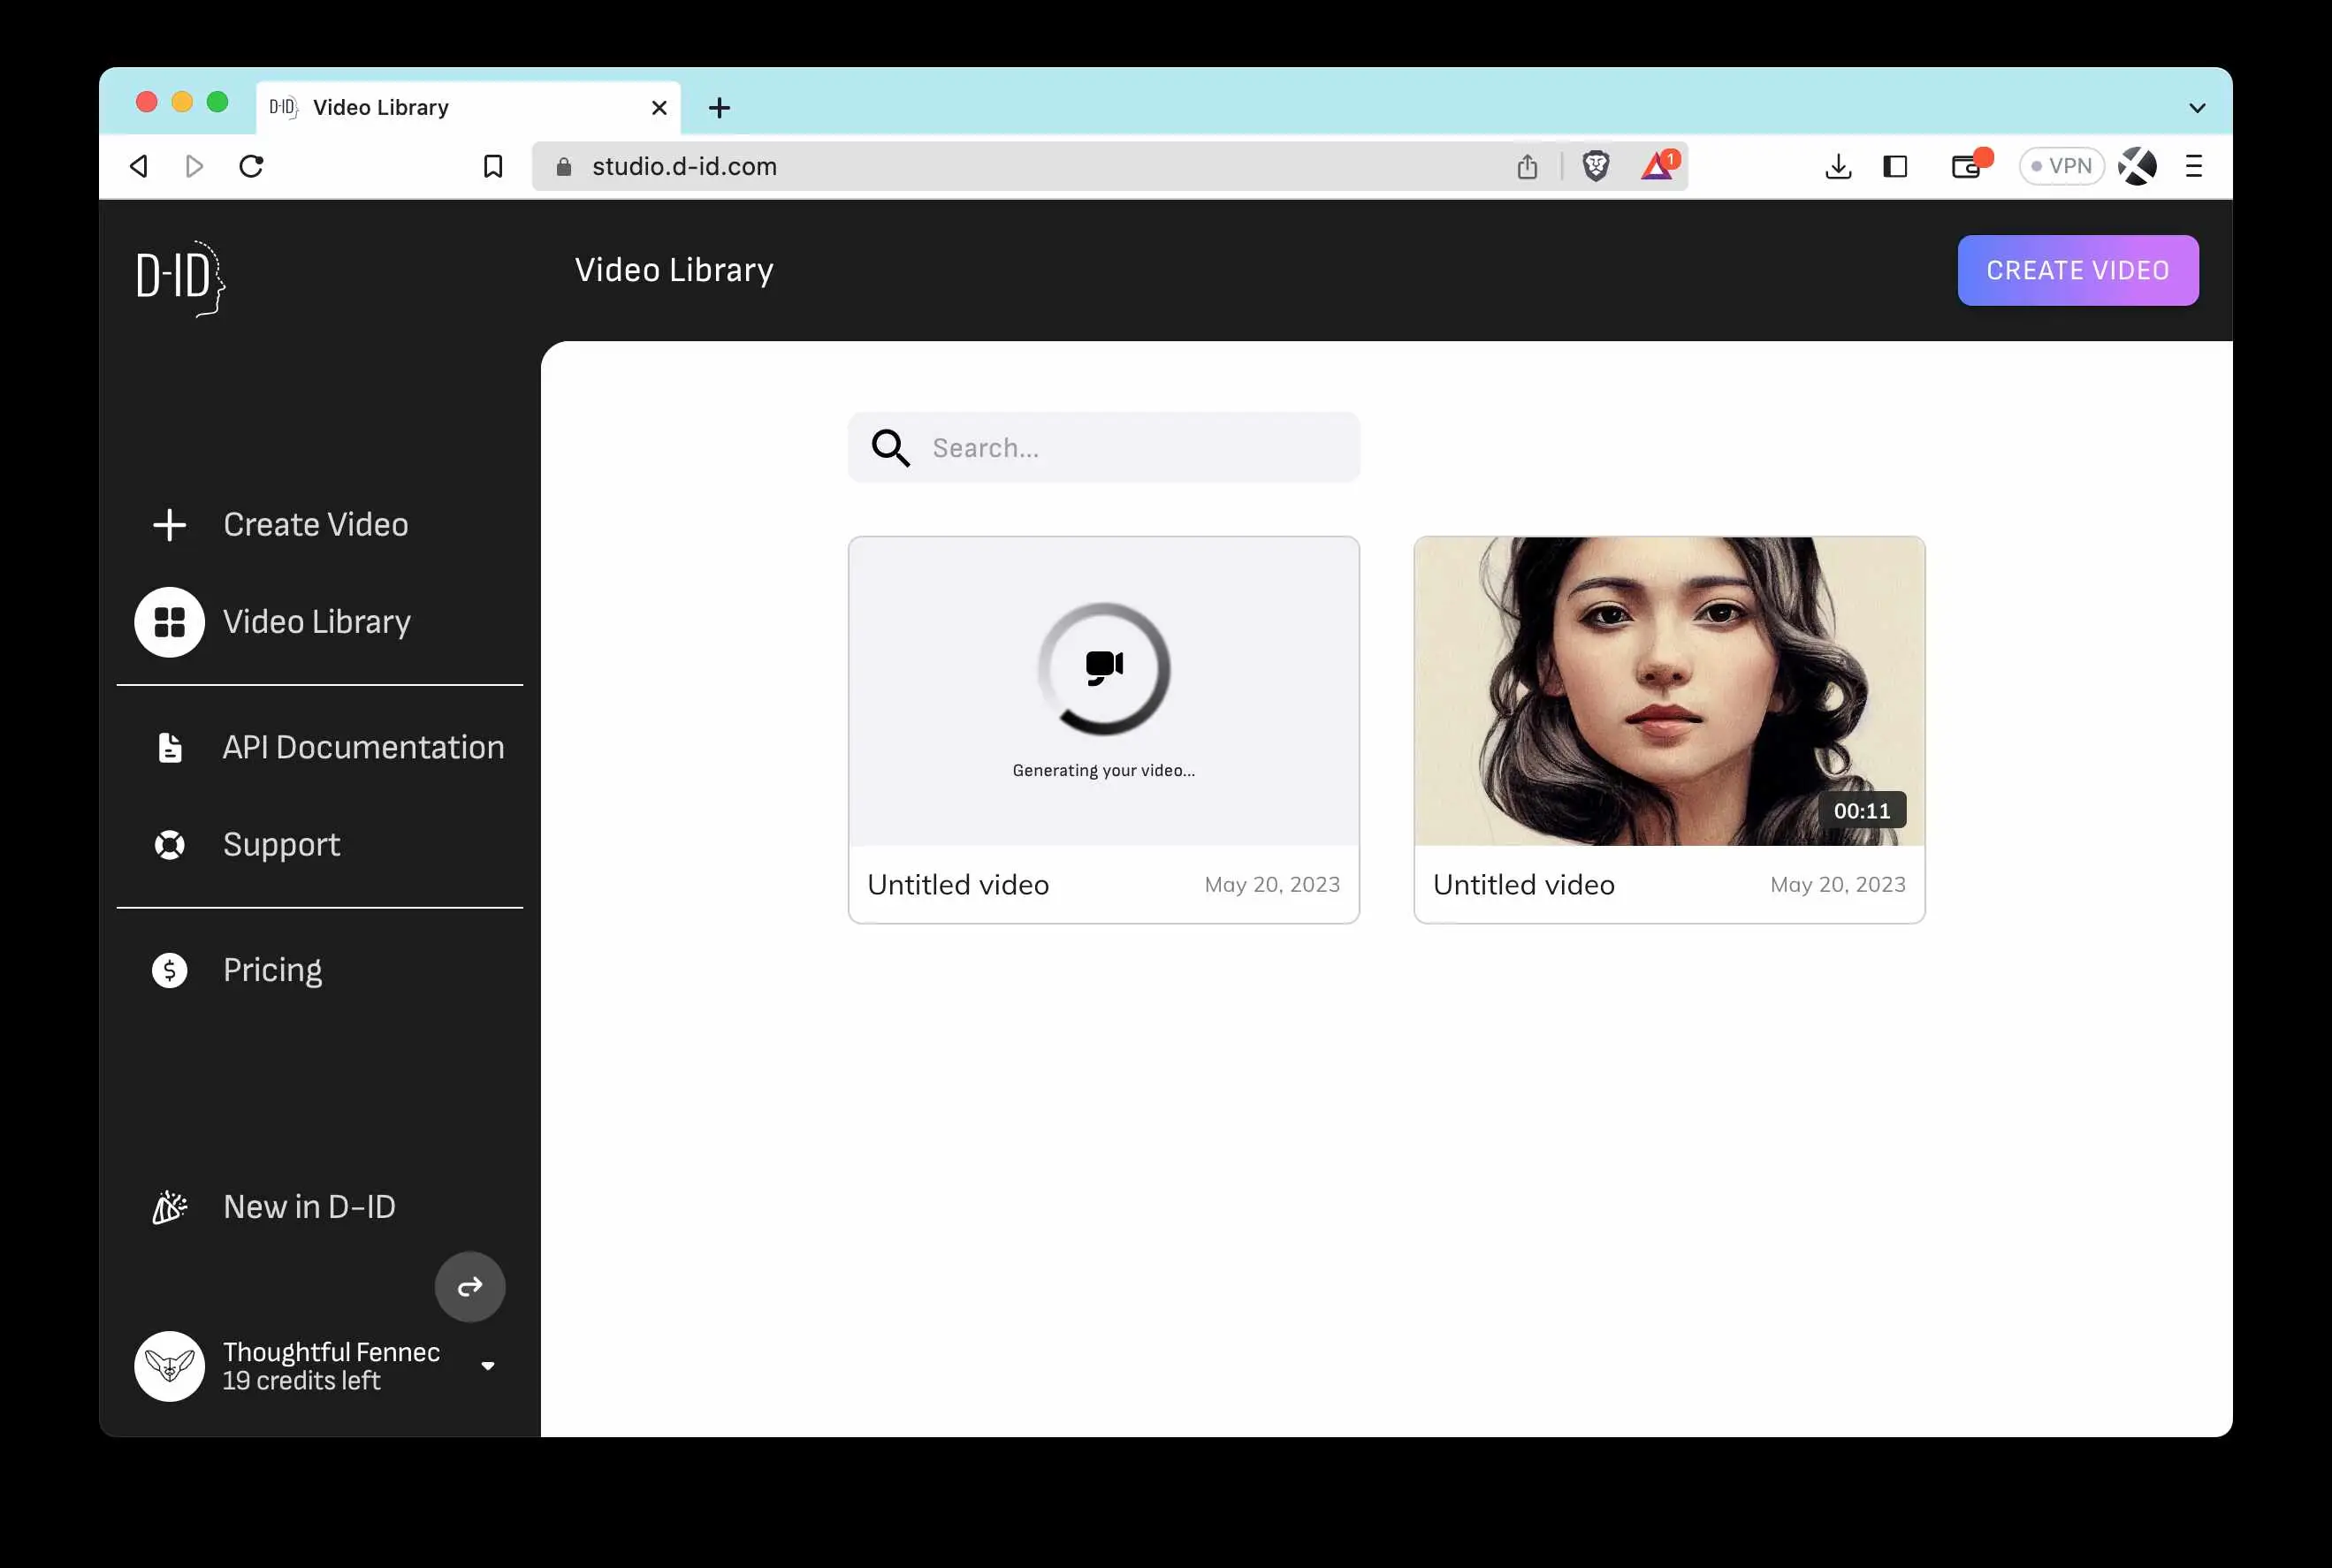 D-ID Video Library
studio.d-id.com
1
VPN
D-ID
Video Library
CREATE VIDEO
Search...
Create Video
Video Library
API Documentation
Support
Pricing
New in D-ID
Thoughtful Fennec
19 credits left
Generating your video...
Untitled video May 20, 2023
00:11
Untitled video May 20, 2023